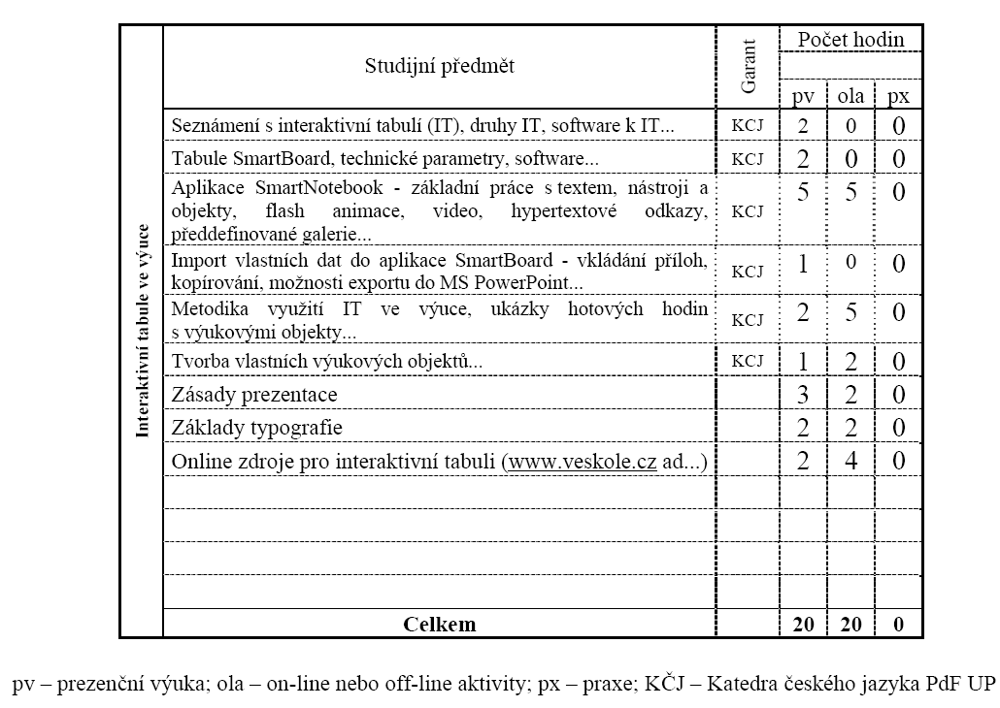 Interaktivní tabule ve výuce
Studijní předmět Garant Počet hodin
pv ola px
Seznámení s interaktivní tabulí (IT), druhy IT, software k IT... KCJ 2 0 0
Tabule SmartBoard, technické parametry, software... KCJ 2 0 0
Aplikace SmartNotebook - základní práce s textem, nástroji a
objekty, flash animace, video, hypertextové odkazy,
předdefinované galerie... KCJ 5 5 0
Import vlastních dat do aplikace SmartBoard - vkládání příloh,
kopírování, možnosti exportu do MS PowerPoint... KCJ 1 0 0
Metodika využití IT ve výuce, ukázky hotových hodin
s výukovými objekty... KCJ 2 5 0
Tvorba vlastních výukových objektů... KCJ 1 2 0
Zásady prezentace 3 2 0
Základy typografie 2 2 0
Online zdroje pro interaktivní tabuli (www.veskole.cz ad...) 2 4 0
Celkem 20 20 0
pv – prezenční výuka; ola – on-line nebo off-line aktivity; px – praxe; KČJ – Katedra českého jazyka PdF UP